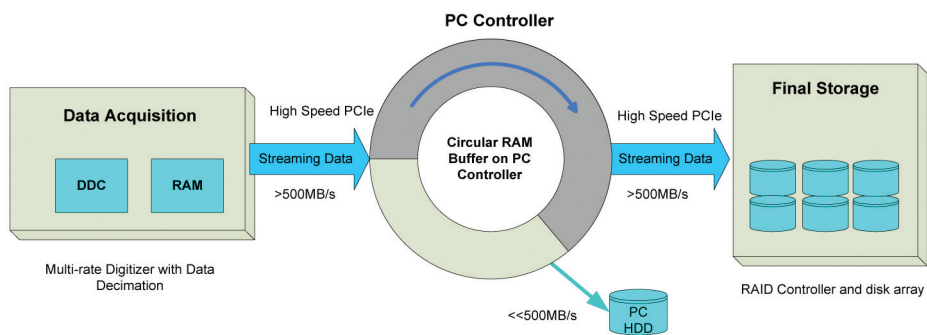 PC Controller
Data Acquisition
DDC
RAM
Multi-rate Digitizer with Data
Decimation
High Speed PCIe
Streaming Data
>500MB/s
Circular RAM
Buffer on PC
Controller
High Speed PCIe
Streaming Data
>500MB/s
<<500MB/s
PC
HDD
Final Storage
RAID Controller and disk array